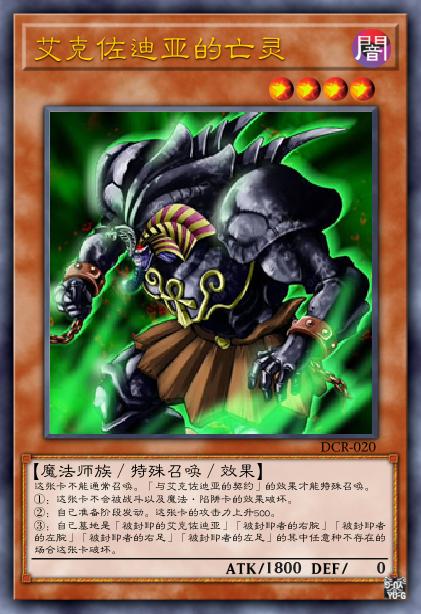 艾克佐迪亚的亡灵
闇
DCR-020
【魔法师族／特殊召唤／效果】
这张卡不能通常召唤。「与艾克佐迪亚的契约」的效果才能特殊召唤。
①：这张卡不会被战斗以及魔法·陷阱卡的效果破坏。
②：自己准备阶段发动。这张卡的攻击力上升500。
③：自己墓地是「被封印的艾克佐迪亚」「被封印者的右腕」「被封印者
的左腕」「被封印者的右足」「被封印者的左足」的其中任意种不存在的
场合这张卡破坏。
ATK/1800 DEF/ 0